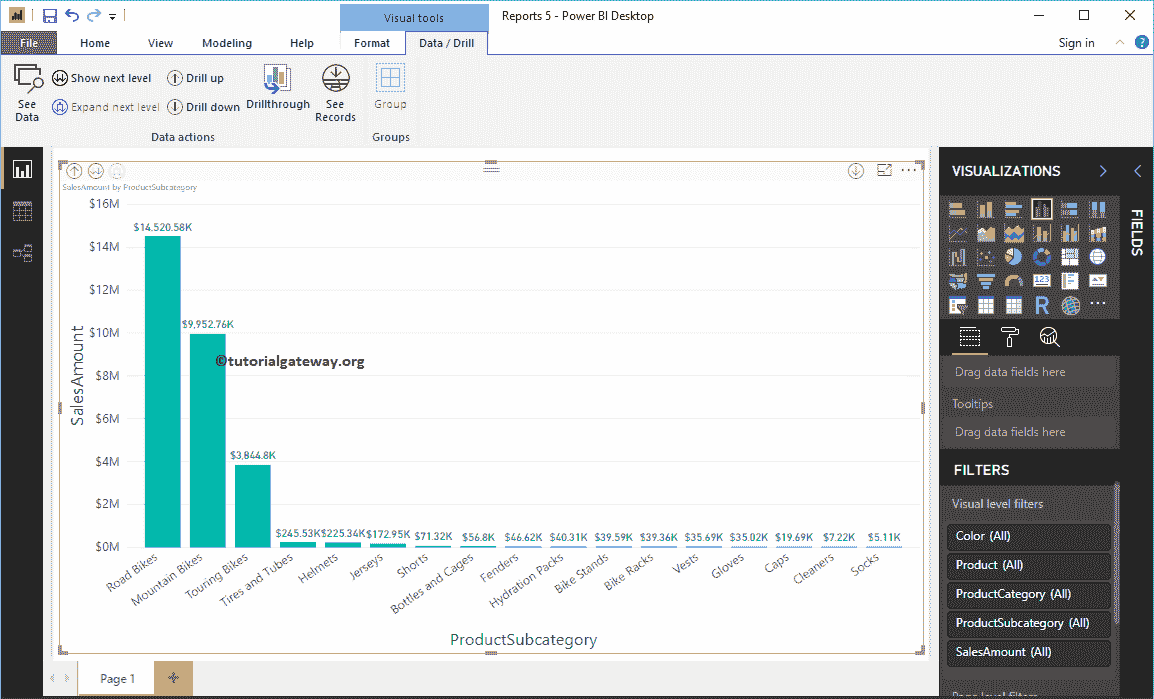 Visual tools
Reports 5 - Power BI Desktop
File
Home
View
Modeling
Help
Format
Data / Drill
Sign in
?
See Data
Show next level
Expand next level
Drill up
Drill down
Drillthrough
See Records
Group
Data actions
Groups
SalesAmount by ProductSubcategory
SalesAmount
$16M
$14M
$12M
$10M
$8M
$6M
$4M
$2M
$0M
$14,520.58K
$9,952.76K
$3,844.8K
$245.53K
$225.34K
$172.95K
$71.32K
$56.8K
$46.62K
$40.31K
$39.59K
$39.36K
$35.69K
$35.02K
$19.69K
$7.22K
$5.11K
©tutorialgateway.org
Road Bikes
Mountain Bikes
Touring Bikes
Tires and Tubes
Helmets
Jerseys
Shorts
Bottles and Cages
Fenders
Hydration Packs
Bike Stands
Bike Racks
Vests
Gloves
Caps
Cleaners
Socks
ProductSubcategory
VISUALIZATIONS
FIELDS
123
R
Drag data fields here
Tooltips
Drag data fields here
FILTERS
Visual level filters
Color (All)
Product (All)
ProductCategory (All)
ProductSubcategory (All)
SalesAmount (All)
Page level filters
Page 1